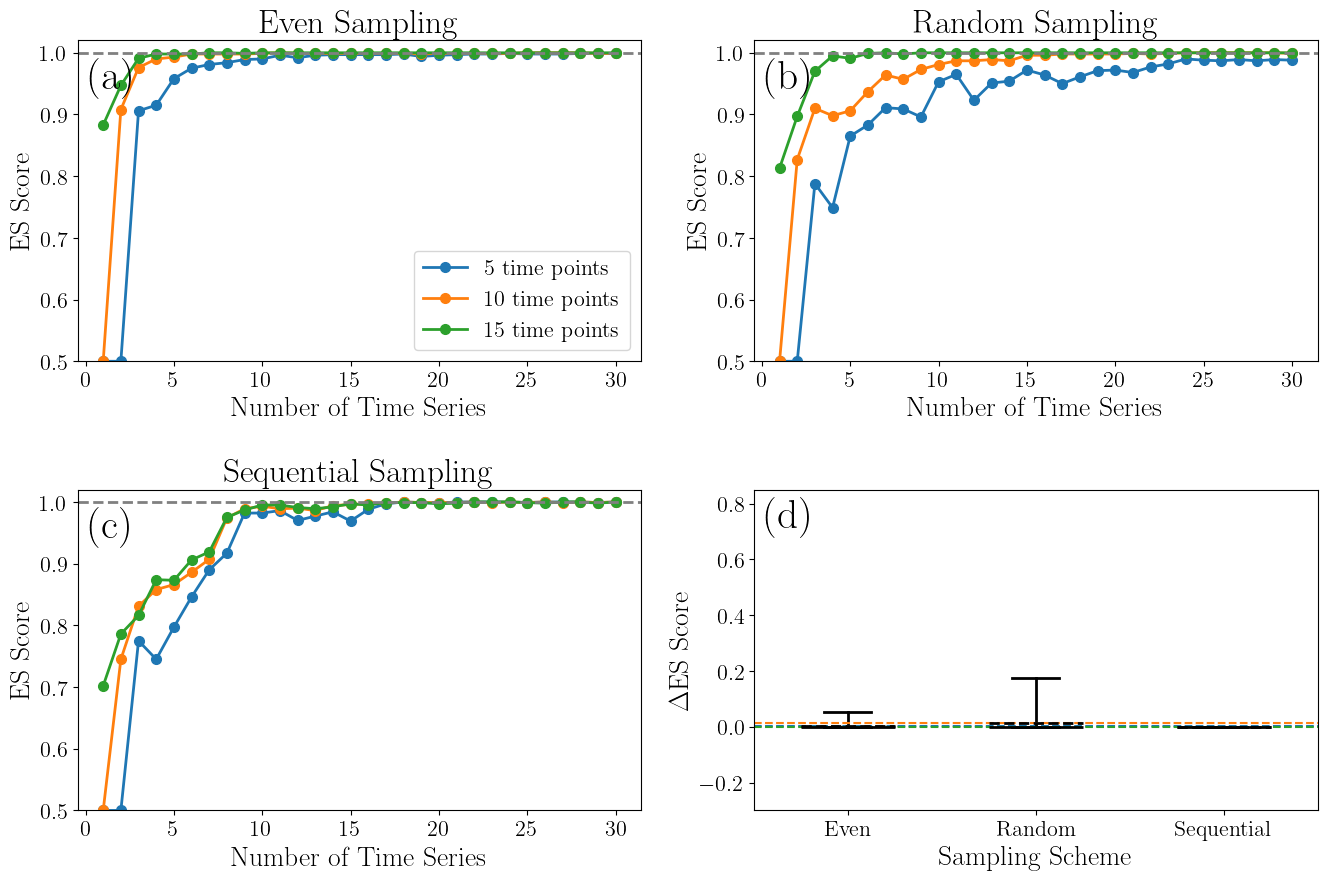 Even Sampling
(a)
ES Score
1.0
0.9
0.8
0.7
0.6
0.5
5 time points
10 time points
15 time points
0 5 10 15 20 25 30
Number of Time Series
Random Sampling
(b)
ES Score
1.0
0.9
0.8
0.7
0.6
0.5
0 5 10 15 20 25 30
Number of Time Series
Sequential Sampling
(c)
ES Score
1.0
0.9
0.8
0.7
0.6
0.5
0 5 10 15 20 25 30
Number of Time Series
(d)
ΔES Score
0.8
0.6
0.4
0.2
0.0
−0.2
Even Random Sequential
Sampling Scheme